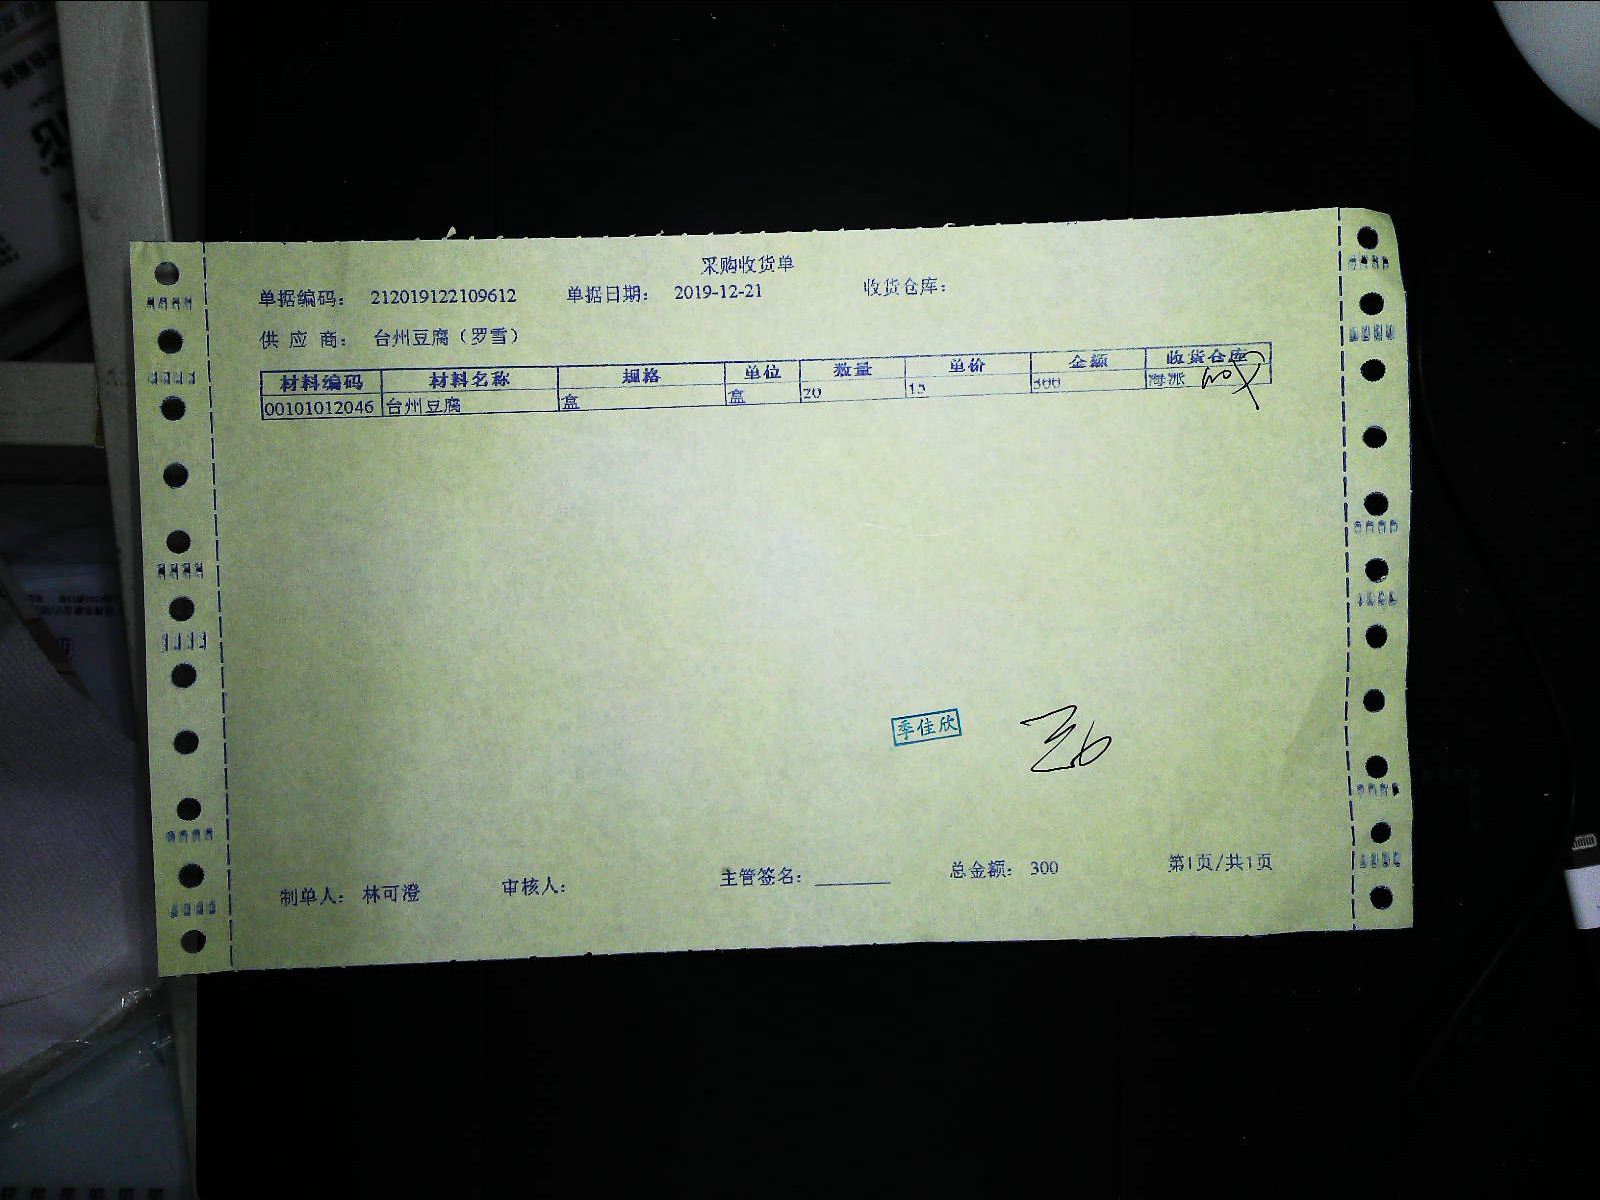 采购收货单
单据编码: 212019122109612 单据日期: 2019-12-21 收货仓库:
供应商: 台州豆腐（罗雪）
材料编码 材料名称 规格 单位 数量 单价 金额 收货仓库
00101012046 台州豆腐 盒 盒 20 15 300 海派
季佳欣
制单人: 林可澄 审核人: 主管签名: 总金额: 300 第1页/共1页